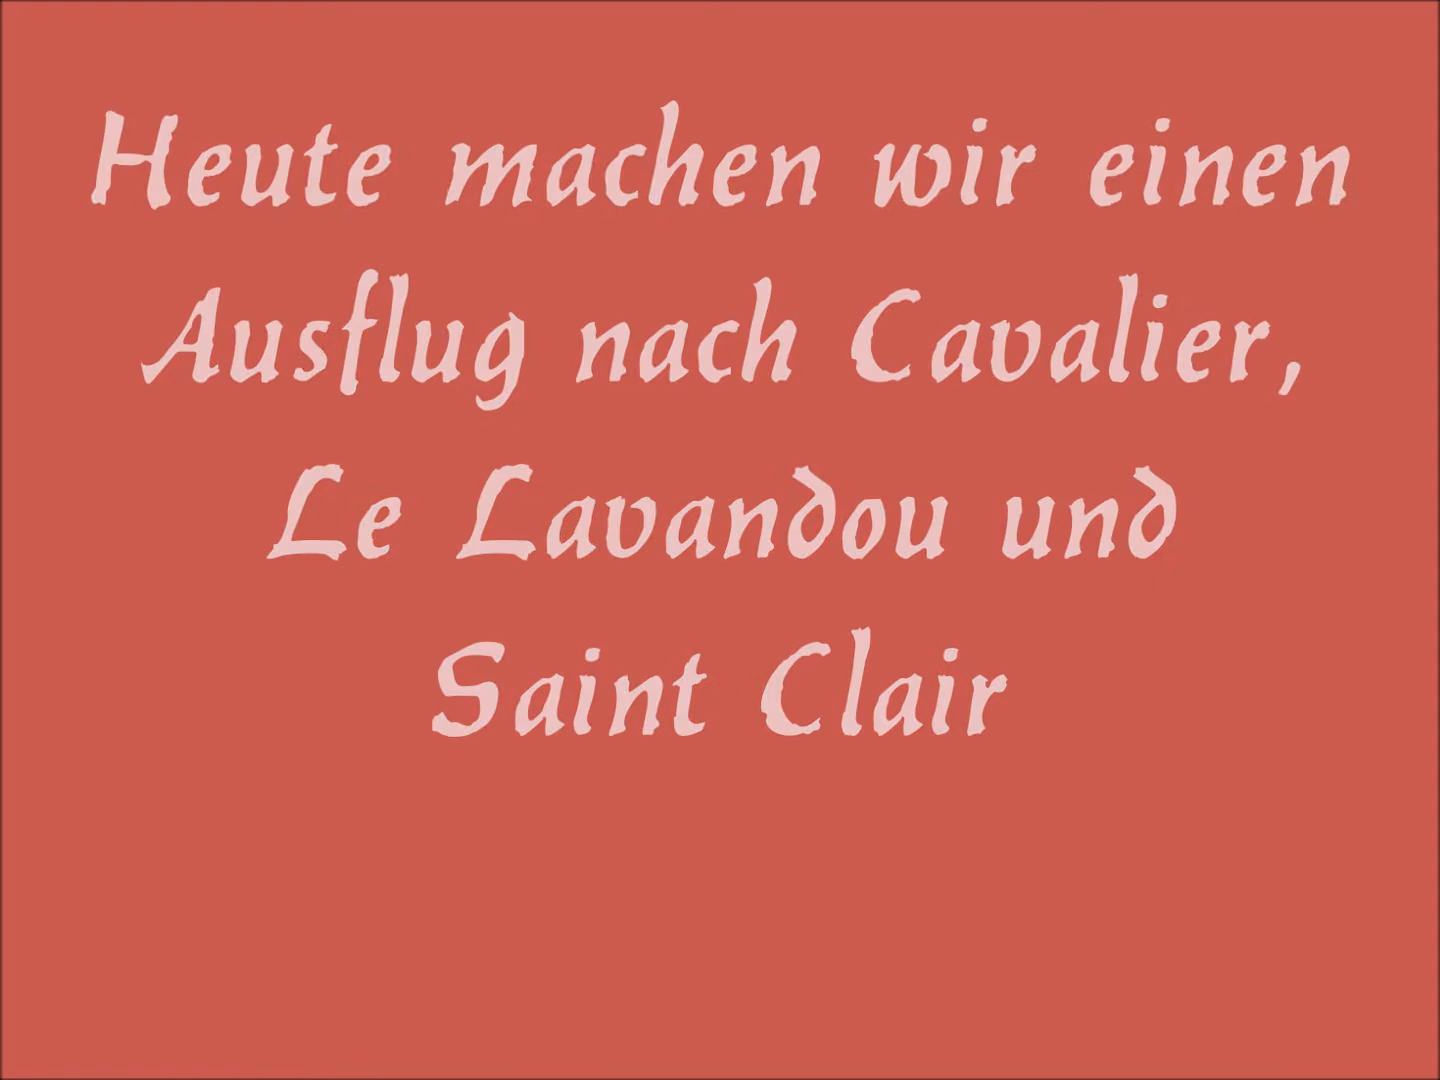 Heute machen wir einen
Ausflug nach Cavalier,
Le Lavandou und
Saint Clair